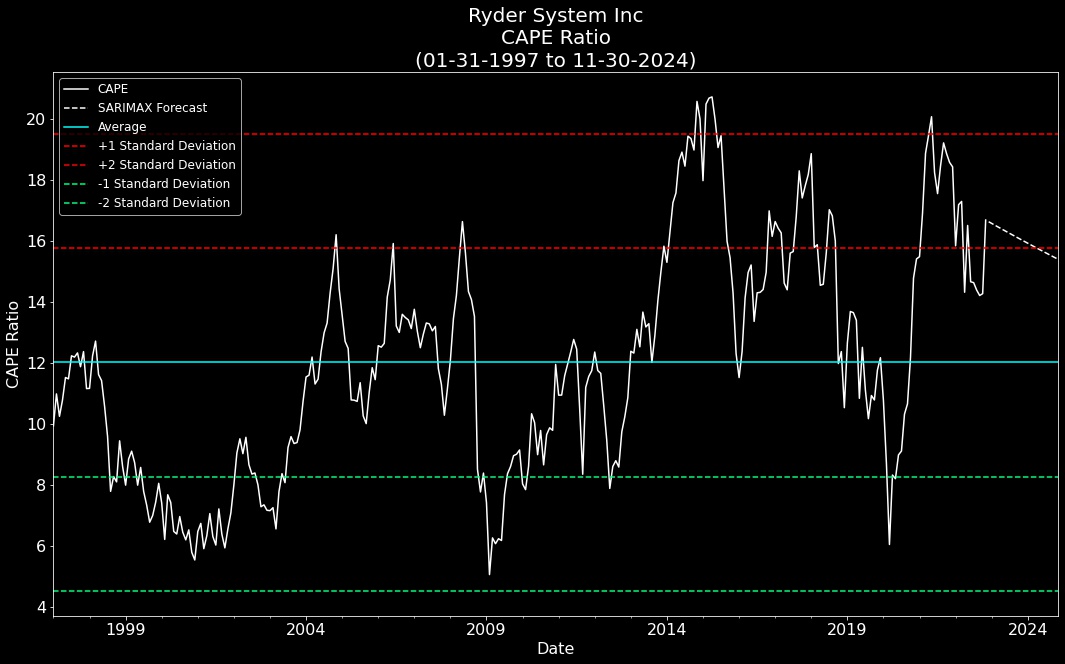 Ryder System Inc
CAPE Ratio
(01-31-1997 to 11-30-2024)
CAPE
SARIMAX Forecast
Average
+1 Standard Deviation
+2 Standard Deviation
-1 Standard Deviation
-2 Standard Deviation
CAPE Ratio
20
18
16
14
12
10
8
6
4
1999 2004 2009 2014 2019 2024
Date